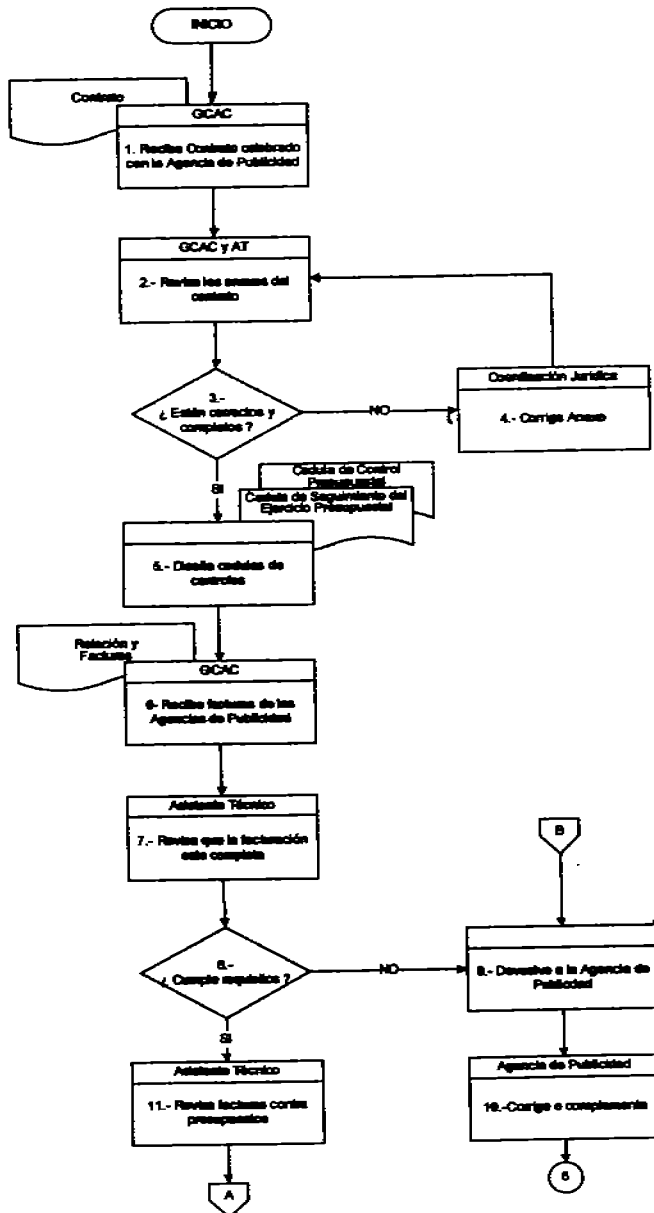 INICIO
Contrato
GCAC
1. Recibe Contrato celebrado
con la Agencia de Publicidad
GCAC y AT
2.- Revisa los anexos del
contrato
3.-
¿ Están correctos y
completos ?
NO
Coordinación Jurídica
4.- Corrige Anexo
SI
Cedula de Control
Presupuestal
Cedula de Seguimiento del
Ejercicio Presupuestal
5.- Diseña cedulas de
controles
Relación y
Facturas
GCAC
6- Recibe facturas de las
Agencias de Publicidad
Asistente Técnico
7.- Revisa que la facturación
este completa
B
8.-
¿ Cumple requisitos ?
NO
9.- Devuelve a la Agencia de
Publicidad
SI
Asistente Técnico
11.- Revisa facturas contra
presupuestos
Agencia de Publicidad
10.-Corrige o complementa
A
6